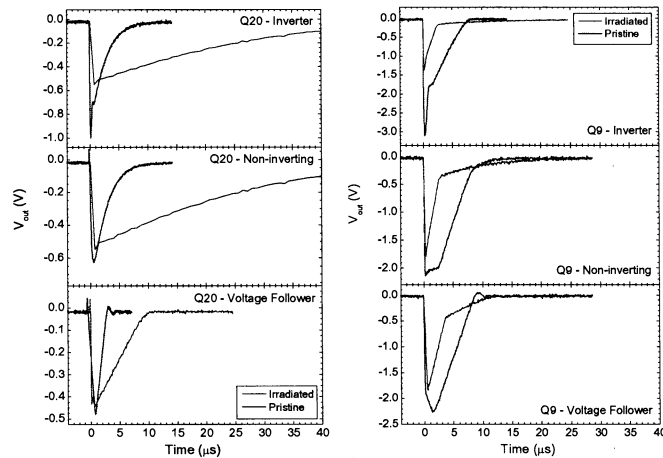 Q20 - Inverter
0.0
-0.2
-0.4
-0.6
-0.8
-1.0
Q20 - Non-inverting
0.0
-0.2
-0.4
-0.6
V_out (V)
Q20 - Voltage Follower
0.0
-0.1
-0.2
-0.3
-0.4
-0.5
Irradiated
Pristine
0 5 10 15 20 25 30 35 40
Time (μs)
0.0
-0.5
-1.0
-1.5
-2.0
-2.5
-3.0
Irradiated
Pristine
Q9 - Inverter
0.0
-0.5
-1.0
-1.5
-2.0
Q9 - Non-inverting
V_out (V)
0.0
-0.5
-1.0
-1.5
-2.0
-2.5
Q9 - Voltage Follower
0 5 10 15 20 25 30 35 40
Time (μs)